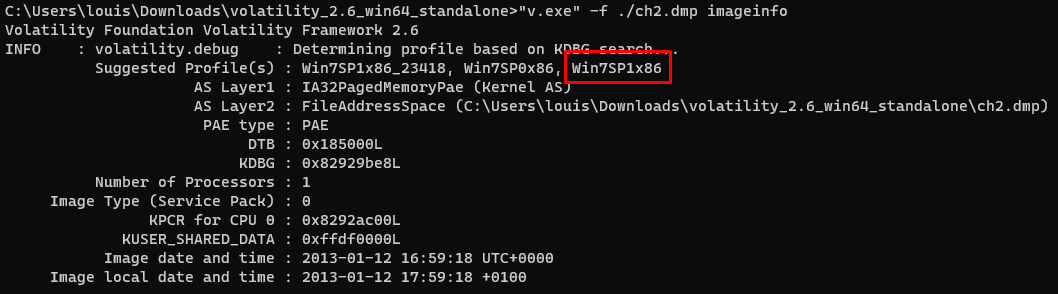 C:\Users\louis\Downloads\volatility_2.6_win64_standalone>"v.exe" -f ./ch2.dmp imageinfo
Volatility Foundation Volatility Framework 2.6
INFO    : volatility.debug    : Determining profile based on KDBG search...
Suggested Profile(s) : Win7SP1x86_23418, Win7SP0x86, Win7SP1x86
AS Layer1 : IA32PagedMemoryPae (Kernel AS)
AS Layer2 : FileAddressSpace (C:\Users\louis\Downloads\volatility_2.6_win64_standalone\ch2.dmp)
PAE type : PAE
DTB : 0x185000L
KDBG : 0x82929be8L
Number of Processors : 1
Image Type (Service Pack) : 0
KPCR for CPU 0 : 0x8292ac00L
KUSER_SHARED_DATA : 0xffdf0000L
Image date and time : 2013-01-12 16:59:18 UTC+0000
Image local date and time : 2013-01-12 17:59:18 +0100